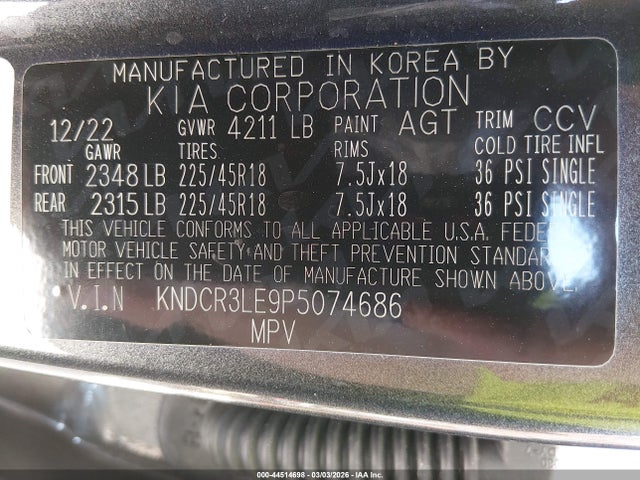 MANUFACTURED IN KOREA BY
KIA CORPORATION
12/22 GVWR 4211 LB PAINT AGT TRIM CCV
GAWR TIRES RIMS COLD TIRE INFL
FRONT 2348 LB 225/45R18 7.5Jx18 36 PSI SINGLE
REAR 2315 LB 225/45R18 7.5Jx18 36 PSI SINGLE
THIS VEHICLE CONFORMS TO ALL APPLICABLE U.S.A. FEDE
MOTOR VEHICLE SAFETY AND THEFT PREVENTION STANDA
IN EFFECT ON THE DATE OF MANUFACTURE SHOWN ABOVE.
V.I.N KNDCR3LE9P5074686
MPV
000-44514698 - 03/03/2026 - IAA Inc.